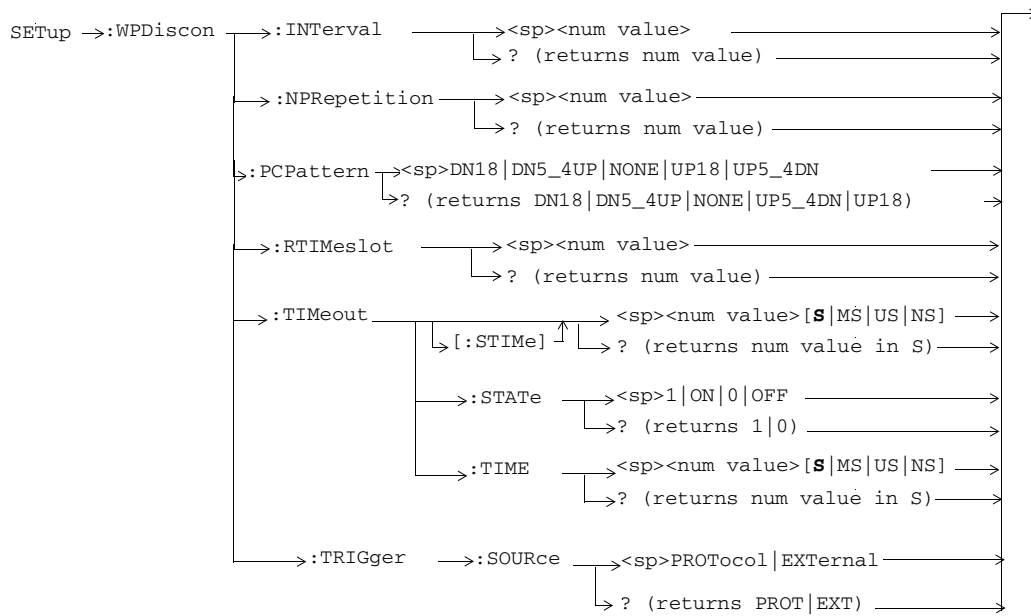 SETup :WPDiscon :INTerval <sp><num value>
? (returns num value)
:NPRepetition <sp><num value>
? (returns num value)
:PCPattern <sp>DN18|DN5_4UP|NONE|UP18|UP5_4DN
? (returns DN18|DN5_4UP|NONE|UP5_4DN|UP18)
:RTIMeslot <sp><num value>
? (returns num value)
:TIMeout <sp><num value>[S|MS|US|NS]
[:STIMe] ? (returns num value in S)
:STATe <sp>1|ON|0|OFF
? (returns 1|0)
:TIME <sp><num value>[S|MS|US|NS]
? (returns num value in S)
:TRIGger :SOURce <sp>PROTocol|EXTernal
? (returns PROT|EXT)